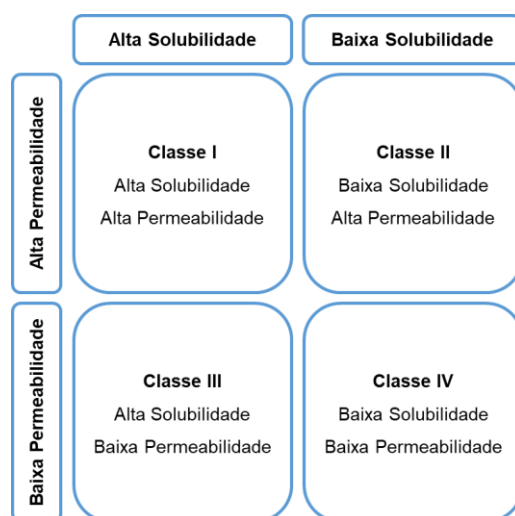 Alta Solubilidade
Baixa Solubilidade
Alta Permeabilidade
Classe I
Alta Solubilidade
Alta Permeabilidade
Classe II
Baixa Solubilidade
Alta Permeabilidade
Baixa Permeabilidade
Classe III
Alta Solubilidade
Baixa Permeabilidade
Classe IV
Baixa Solubilidade
Baixa Permeabilidade